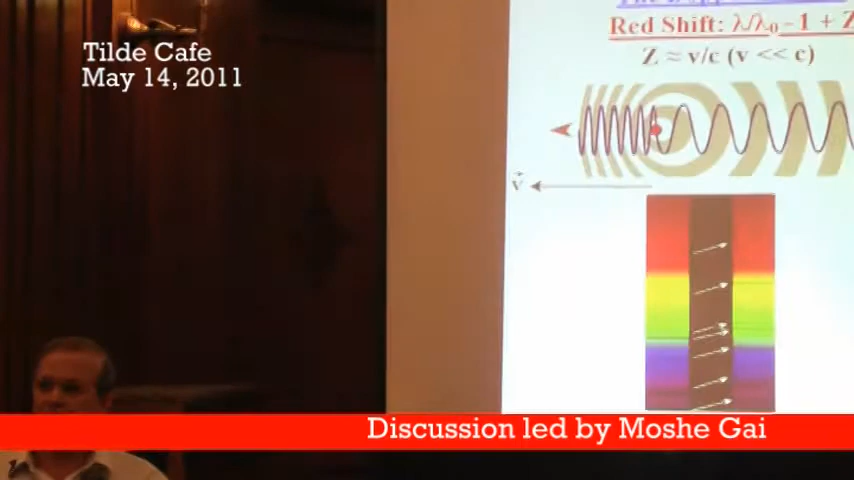 Tilde Cafe
May 14, 2011
Red Shift: λ/λ₀ = 1 + Z
Z ≈ v/c (v << c)
v
Discussion led by Moshe Gai